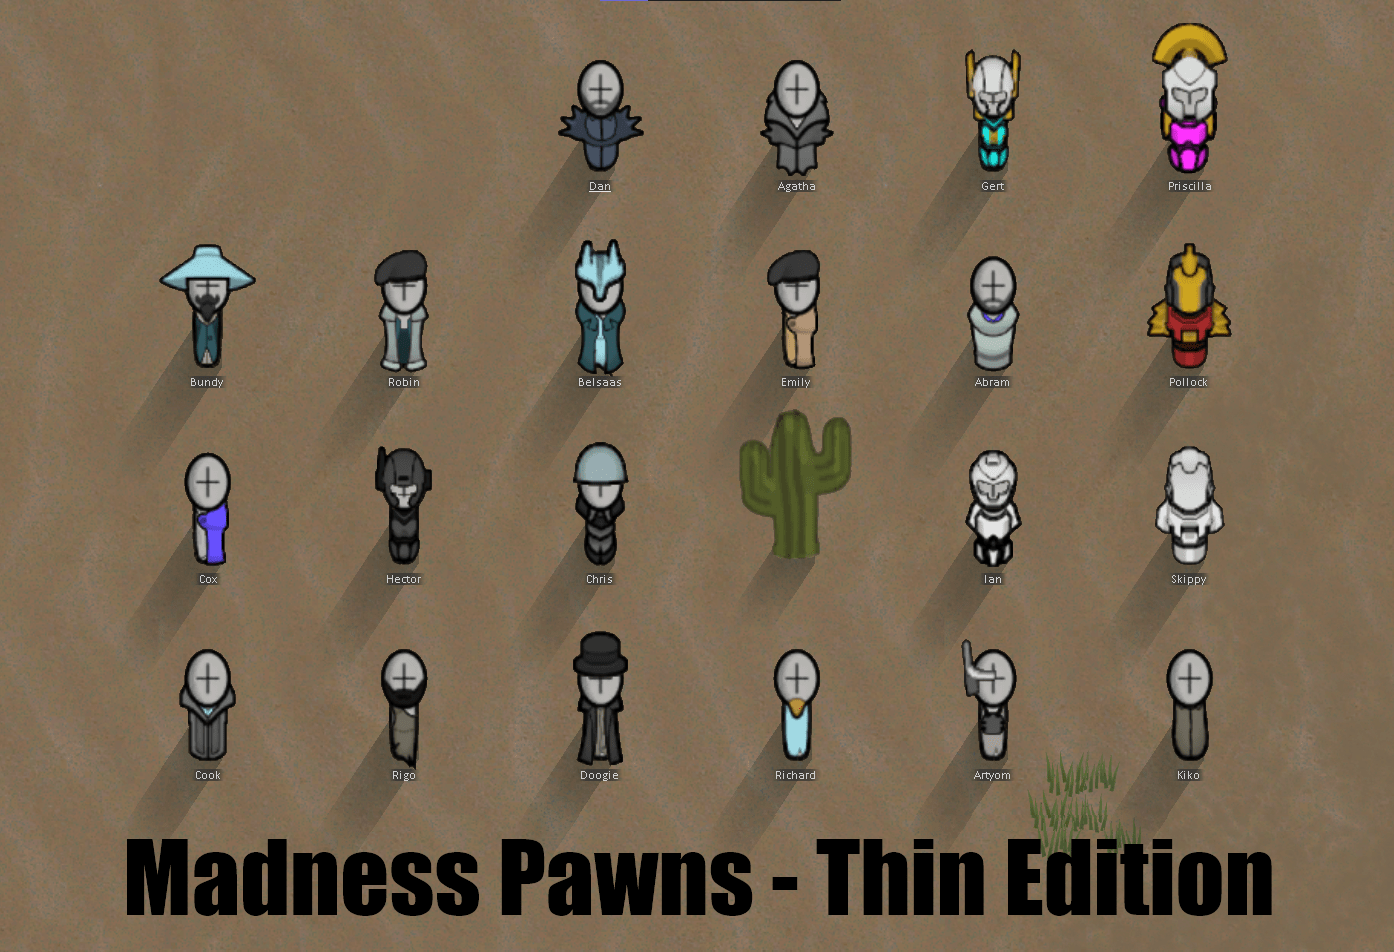 Dan Agatha Gert Priscilla
Bundy Robin Belsaas Emily Abram Pollock
Cox Hector Chris Ian Skippy
Cook Rigo Doogie Richard Artyom Kiko
Madness Pawns - Thin Edition